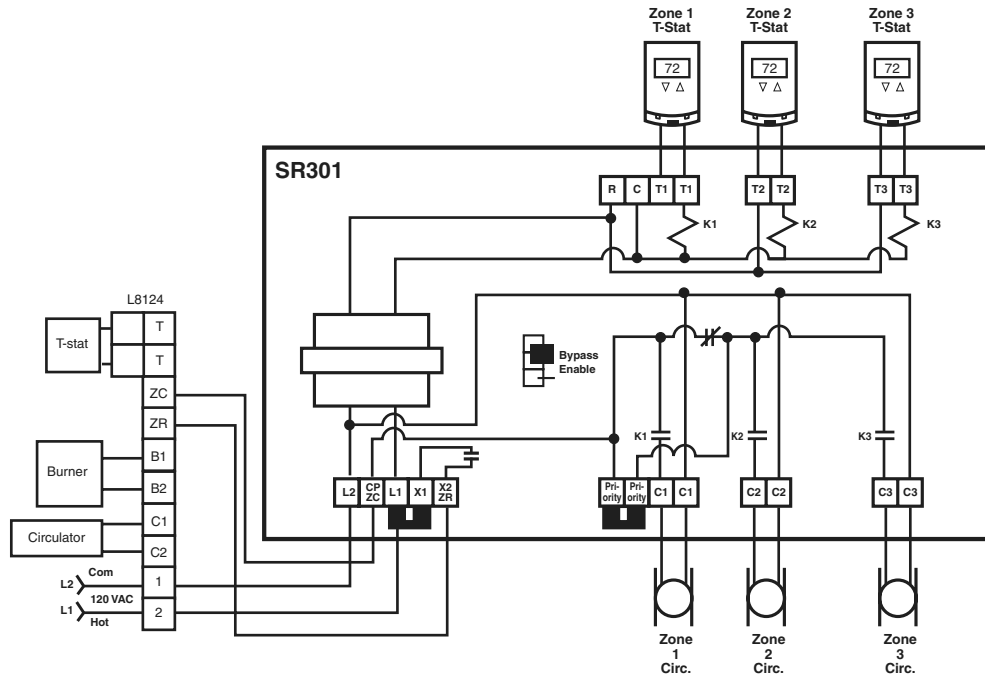 Zone 1
T-Stat
Zone 2
T-Stat
Zone 3
T-Stat
72
72
72
SR301
R C T1 T1
T2 T2
T3 T3
K1
K2
K3
L8124
T-stat
T
T
ZC
ZR
Burner
B1
B2
C1
Circulator
C2
L2 Com 1
120 VAC
L1 Hot 2
Bypass
Enable
K1
K2
K3
L2
CP
ZC
L1
X1
X2
ZR
Pri-
ority
Pri-
ority
C1 C1
C2 C2
C3 C3
Zone
1
Circ.
Zone
2
Circ.
Zone
3
Circ.